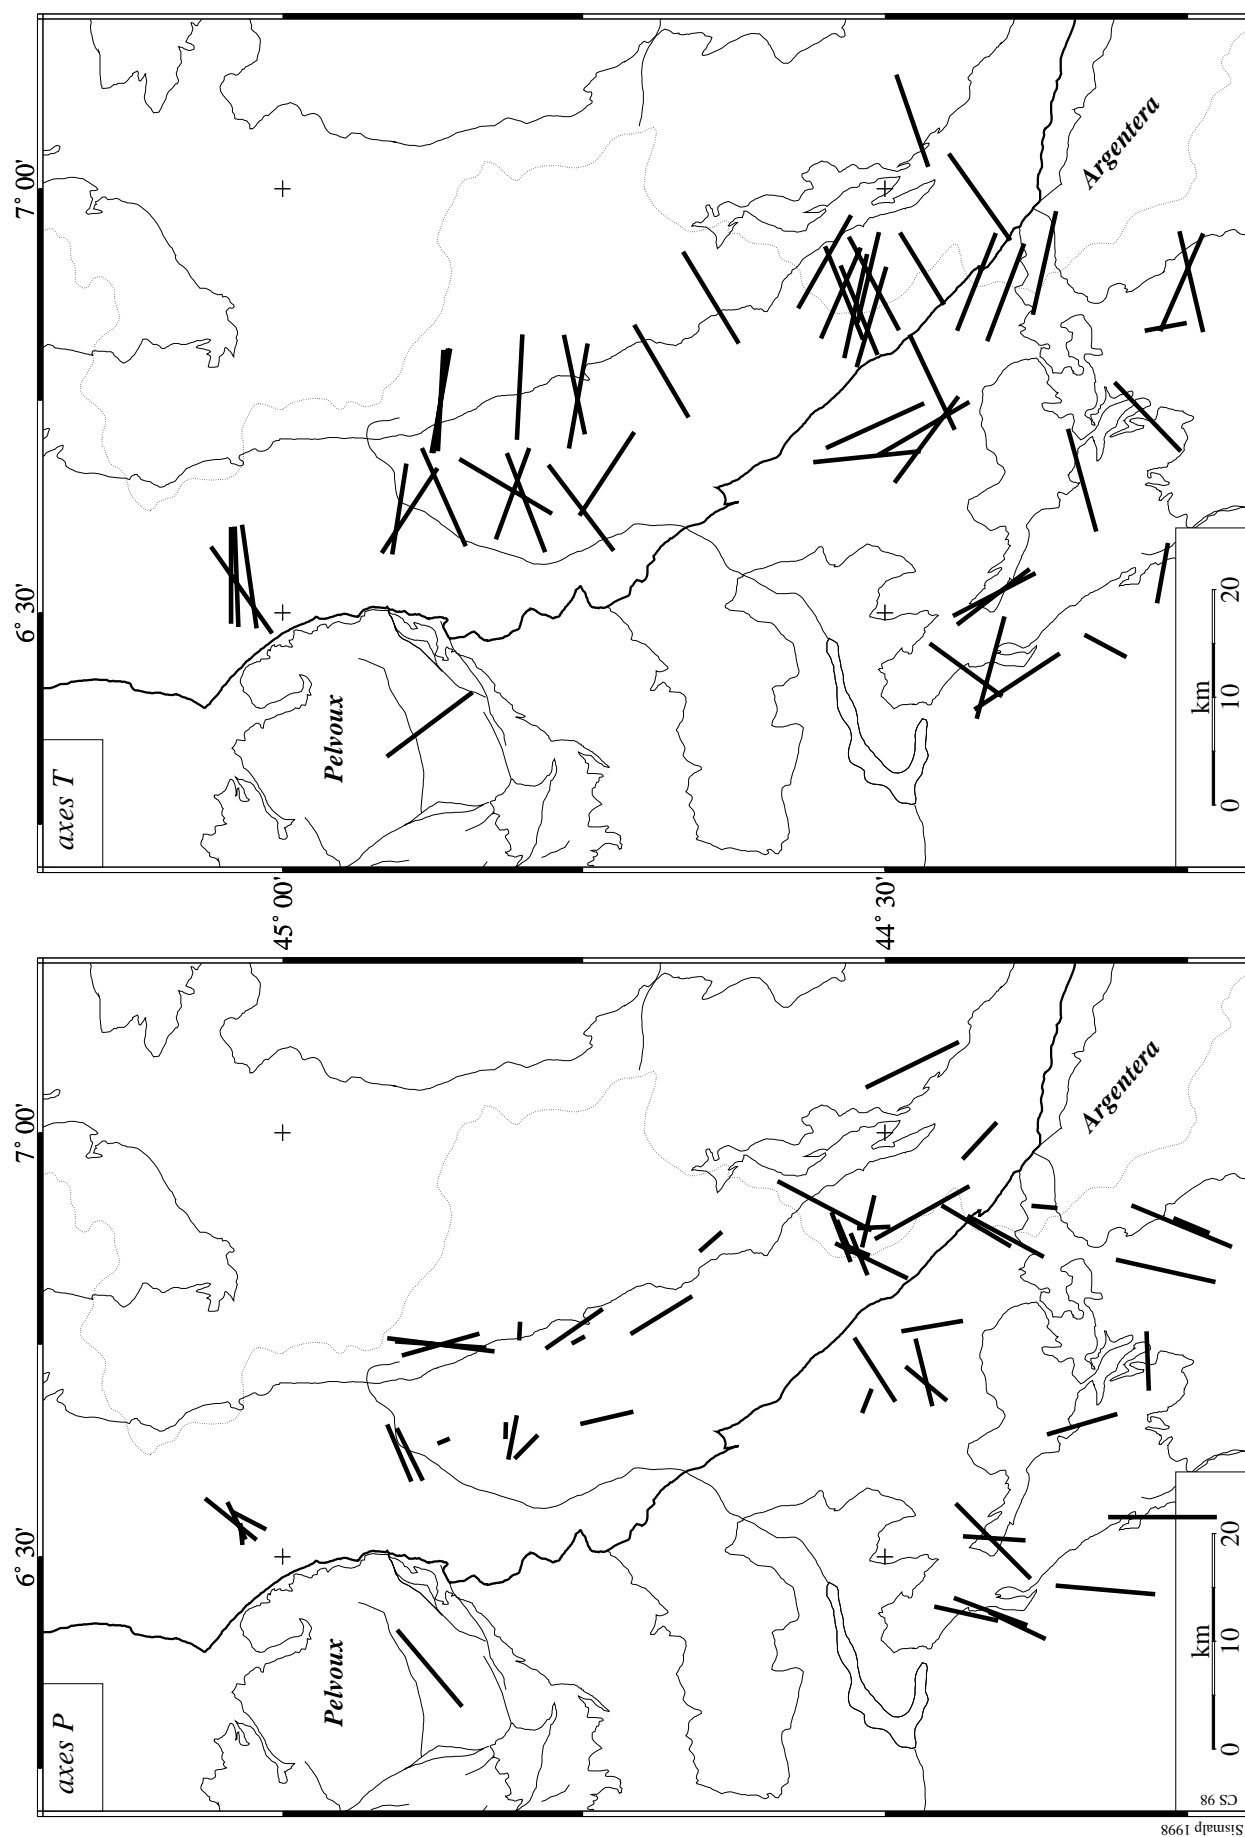 axes P
6° 30'
7° 00'
45° 00'
44° 30'
Pelvoux
Argentera
km
0
10
20
CS 98
Sismalp 1998
axes T
6° 30'
7° 00'
Pelvoux
Argentera
km
0
10
20